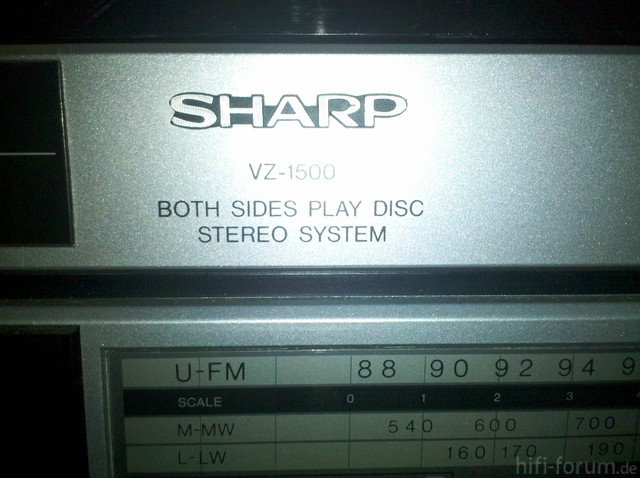 SHARP
VZ-1500
BOTH SIDES PLAY DISC
STEREO SYSTEM
U-FM 88 90 92 94 9
SCALE 0 1 2 3
M-MW 540 600 700
L-LW 160 170 190
hifi-forum.de